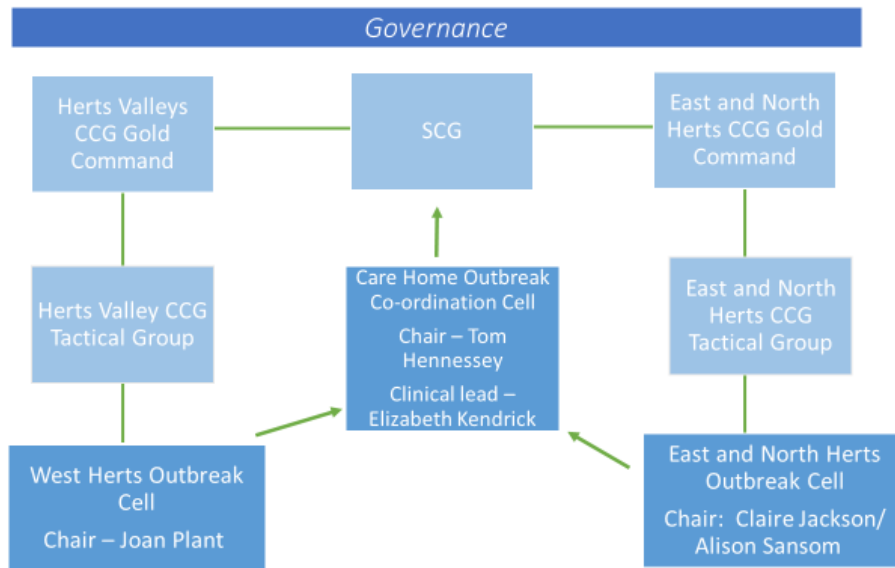 Governance
Herts Valleys
CCG Gold
Command
SCG
East and North
Herts CCG Gold
Command
Herts Valley CCG
Tactical Group
Care Home Outbreak
Co-ordination Cell
Chair – Tom
Hennessey
Clinical lead –
Elizabeth Kendrick
East and North
Herts CCG
Tactical Group
West Herts Outbreak
Cell
Chair – Joan Plant
East and North Herts
Outbreak Cell
Chair:  Claire Jackson/
Alison Sansom